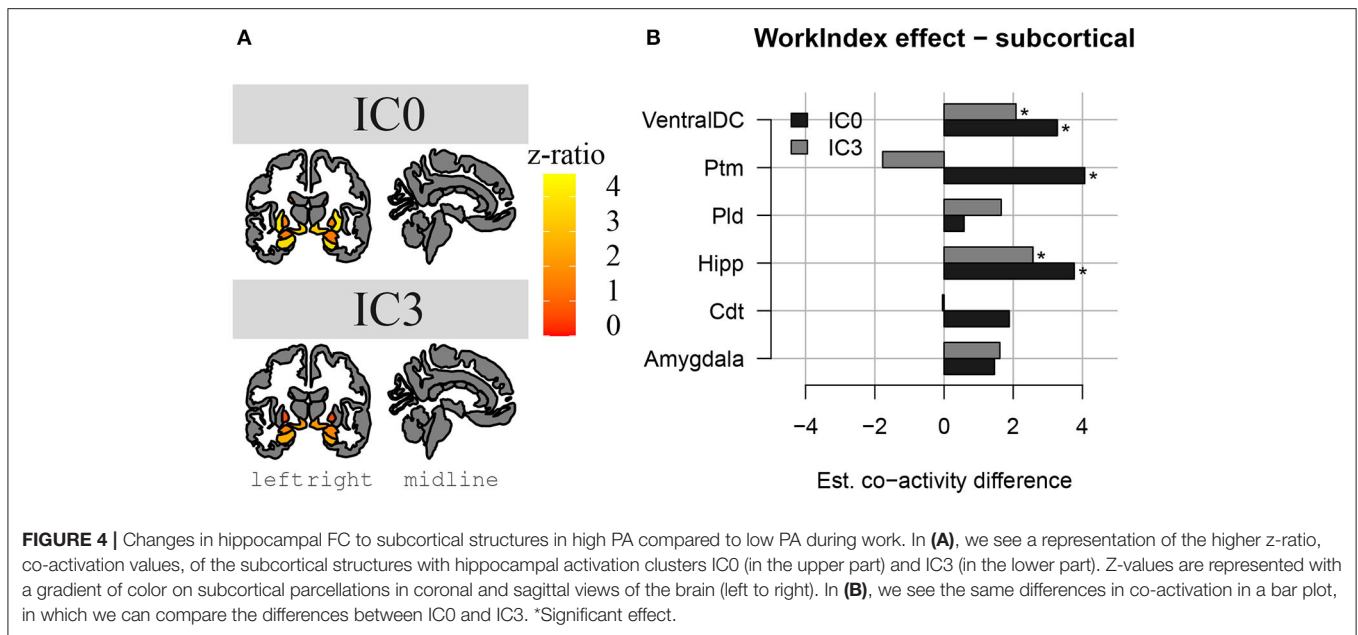 A
IC0
z-ratio
4
3
2
1
0
IC3
left right midline
B WorkIndex effect – subcortical
IC0
IC3
VentralDC
Ptm
Pld
Hipp
Cdt
Amygdala
* * * * *
−4 −2 0 2 4
Est. co-activity difference
FIGURE 4 | Changes in hippocampal FC to subcortical structures in high PA compared to low PA during work. In (A), we see a representation of the higher z-ratio,
co-activation values, of the subcortical structures with hippocampal activation clusters IC0 (in the upper part) and IC3 (in the lower part). Z-values are represented with
a gradient of color on subcortical parcellations in coronal and sagittal views of the brain (left to right). In (B), we see the same differences in co-activation in a bar plot,
in which we can compare the differences between IC0 and IC3. *Significant effect.